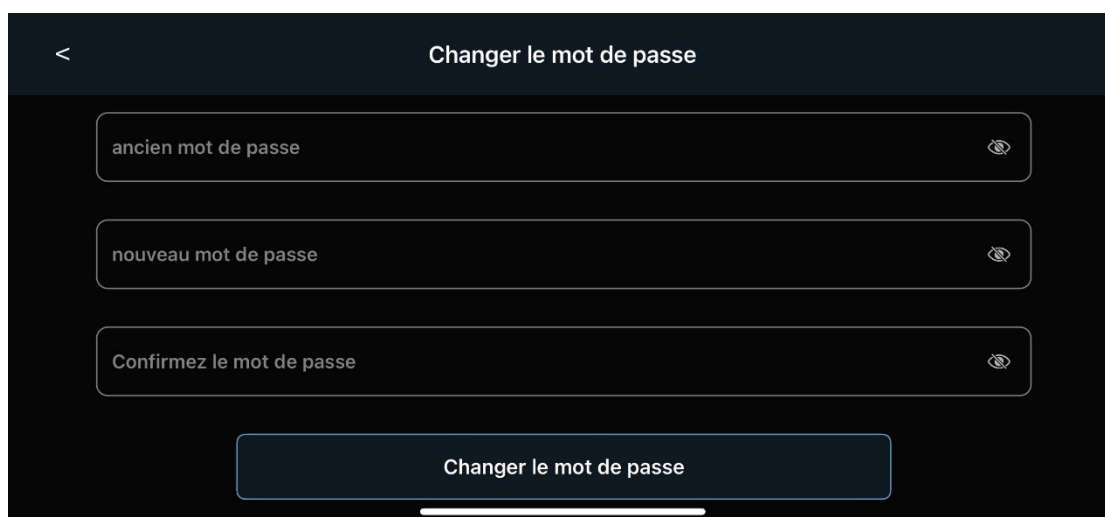 <
Changer le mot de passe
ancien mot de passe
nouveau mot de passe
Confirmez le mot de passe
Changer le mot de passe